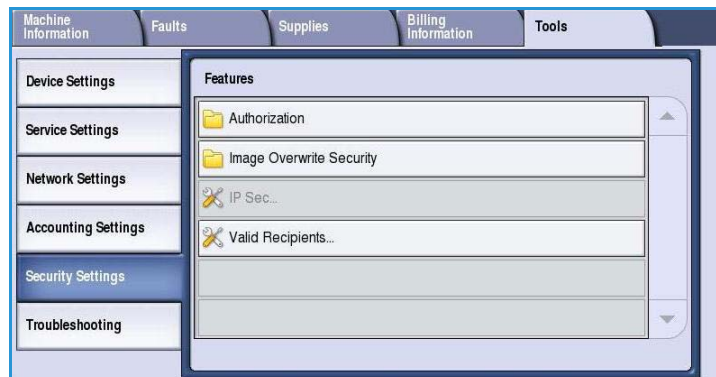 Machine
Information
Faults
Supplies
Billing
Information
Tools
Device Settings
Service Settings
Network Settings
Accounting Settings
Security Settings
Troubleshooting
Features
Authorization
Image Overwrite Security
IP Sec...
Valid Recipients...